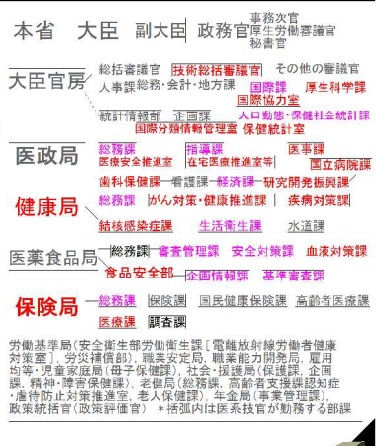 本省 大臣 副大臣 政務官 事務次官
厚生労働審議官
秘書官
大臣官房 総括審議官 技術総括審議官 その他の審議官
人事課 総務・会計・地方課 国際課 厚生科学課
国際協力室
統計情報部 企画課 人口動態・保健社会統計課
国際分類情報管理室 保健統計室
医政局 総務課 指導課 医事課
医療安全推進室 在宅医療推進室等 国立病院課
歯科保健課 看護課 経済課 研究開発振興課
健康局 総務課 がん対策・健康推進課 疾病対策課
結核感染症課 生活衛生課 水道課
医薬食品局 総務課 審査管理課 安全対策課 血液対策課
食品安全部 企画情報課 基準審査課
保険局 総務課 保険課 国民健康保険課 高齢者医療課
医療課 調査課
労働基準局(安全衛生部労働衛生課[電離放射線労働者健康
対策室]、労災補償部)、職業安定局、職業能力開発局、雇用
均等・児童家庭局(母子保健課)、社会・援護局(保護課、企画
課、精神・障害保健課)、老健局(総務課、高齢者支援課認知症
・虐待防止対策推進室、老人保健課)、年金局(事業管理課)、
政策統括官(政策評価官) *括弧内は医系技官が勤務する部課